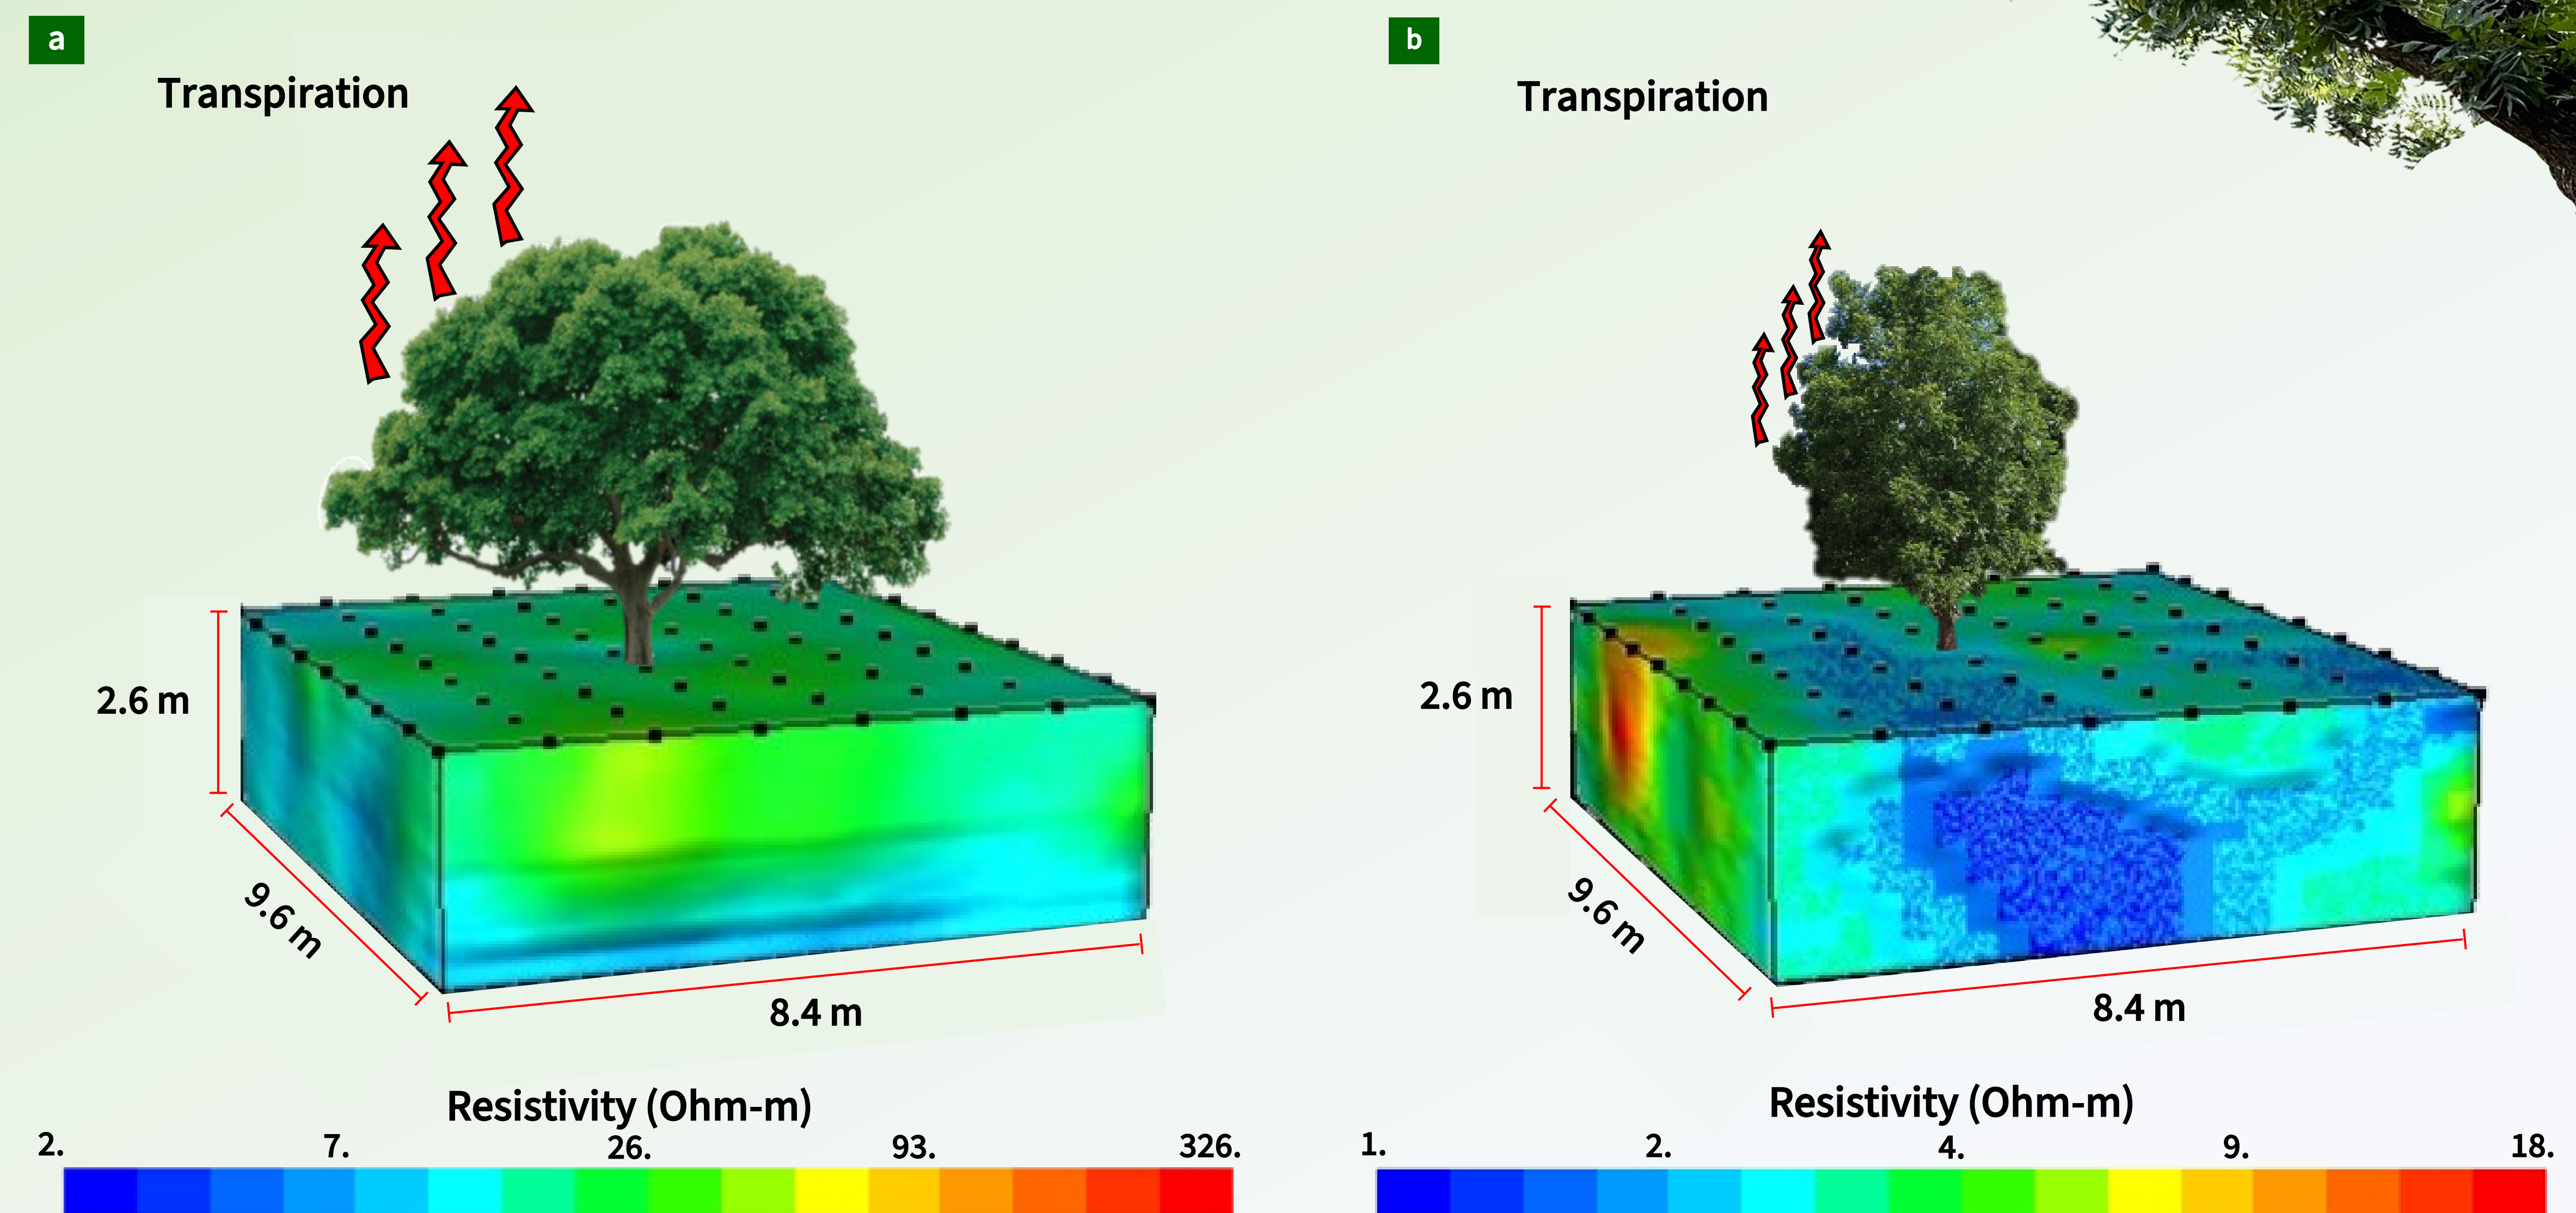 a
Transpiration
2.6 m
9.6 m
8.4 m
Resistivity (Ohm-m)
2. 7. 26. 93. 326.
b
Transpiration
2.6 m
9.6 m
8.4 m
Resistivity (Ohm-m)
1. 2. 4. 9. 18.